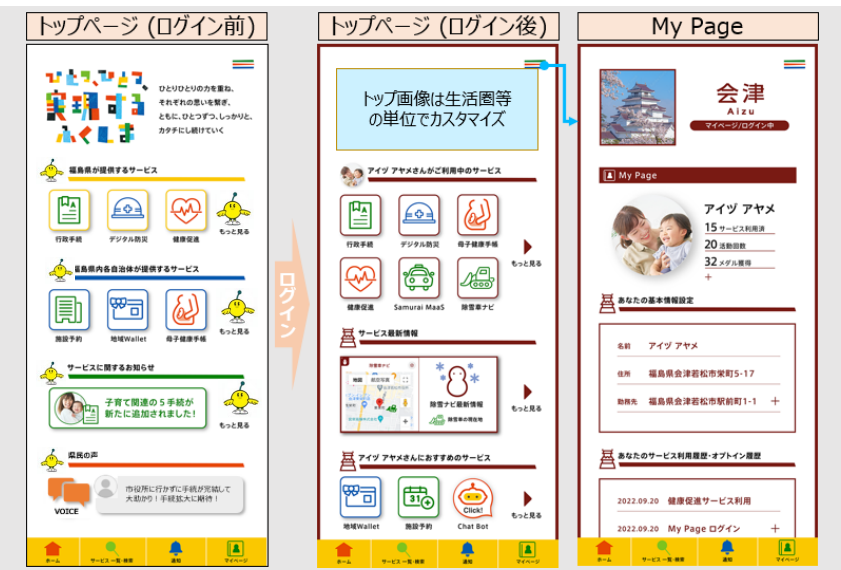 トップページ (ログイン前)
ひとつ、ひとつ、
実現する
ふくしま
ひとりひとりの力を重ね、
それぞれの思いを繋ぎ、
ともに、ひとつずつ、しっかりと、
カタチにし続けていく
福島県が提供するサービス
行政手続
デジタル防災
健康促進
もっと見る
福島県内各自治体が提供するサービス
施設予約
地域Wallet
母子健康手帳
もっと見る
サービスに関するお知らせ
子育て関連の5手続が
新たに追加されました!
もっと見る
県民の声
VOICE
市役所に行かずに手続が完結して
大助かり!手続拡大に期待!
ホーム
サービス 一覧・検索
通知
マイページ
ログイン
トップページ (ログイン後)
トップ画像は生活圏等
の単位でカスタマイズ
アイヅ アヤメさんがご利用中のサービス
行政手続
デジタル防災
母子健康手帳
健康促進
Samurai MaaS
除雪車ナビ
もっと見る
サービス最新情報
除雪車ナビ
地図
航空写真
除雪ナビ最新情報
除雪車の現在地
もっと見る
アイヅ アヤメさんにおすすめのサービス
地域Wallet
31
施設予約
Click!
Chat Bot
もっと見る
ホーム
サービス 一覧・検索
通知
マイページ
My Page
会津
Aizu
マイページ/ログイン中
My Page
アイヅ アヤメ
15 サービス利用済
20 活動回数
32 メダル獲得
+
あなたの基本情報設定
名前 アイヅ アヤメ
住所 福島県会津若松市栄町5-17
勤務先 福島県会津若松市駅前町1-1 +
あなたのサービス利用履歴・オプトイン履歴
2022.09.20 健康促進サービス利用
2022.09.20 My Page ログイン +
ホーム
サービス 一覧・検索
通知
マイページ